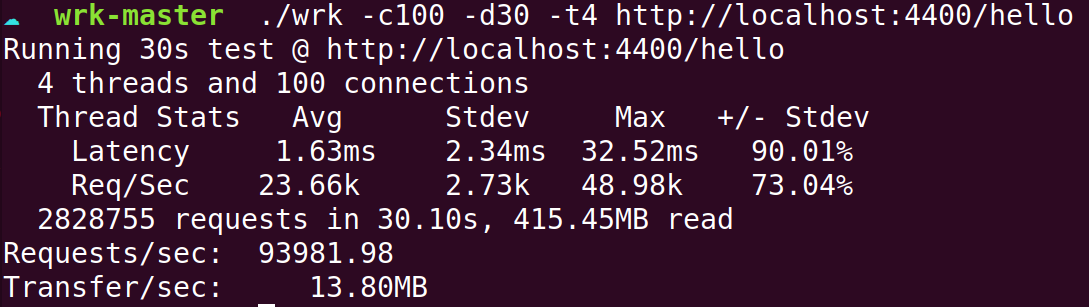 wrk-master ./wrk -c100 -d30 -t4 http://localhost:4400/hello
Running 30s test @ http://localhost:4400/hello
  4 threads and 100 connections
  Thread Stats   Avg      Stdev     Max   +/- Stdev
    Latency     1.63ms    2.34ms  32.52ms   90.01%
    Req/Sec    23.66k     2.73k   48.98k    73.04%
  2828755 requests in 30.10s, 415.45MB read
Requests/sec:  93981.98
Transfer/sec:     13.80MB